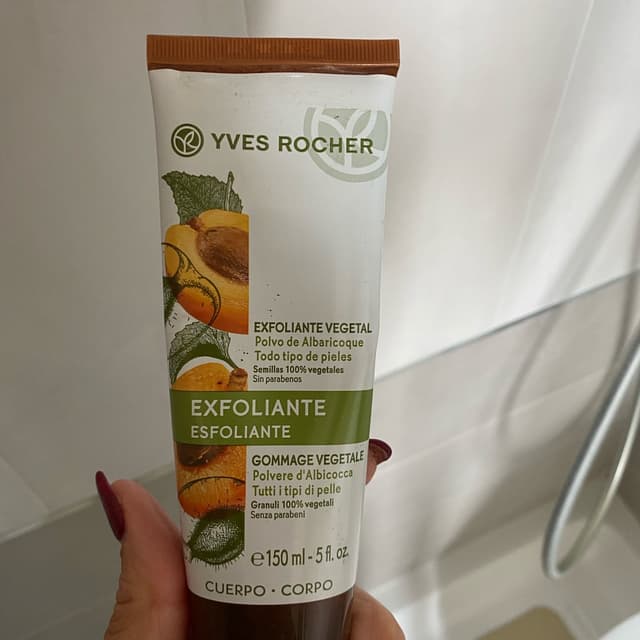 YVES ROCHER
EXFOLIANTE VEGETAL
Polvo de Albaricoque
Todo tipo de pieles
Semillas 100% vegetales
Sin parabenos
EXFOLIANTE
ESFOLIANTE
GOMMAGE VEGETALE
Polvere d'Albicocca
Tutti i tipi di pelle
Granuli 100% vegetali
Senza parabeni
℮150 ml - 5 fl. oz.
CUERPO • CORPO